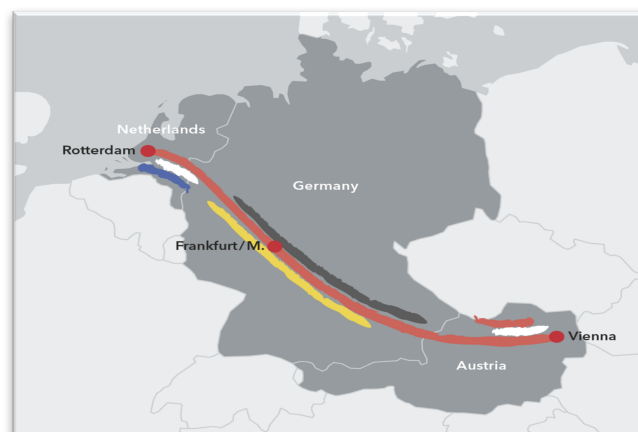 Netherlands
Rotterdam
Germany
Frankfurt/M.
Vienna
Austria